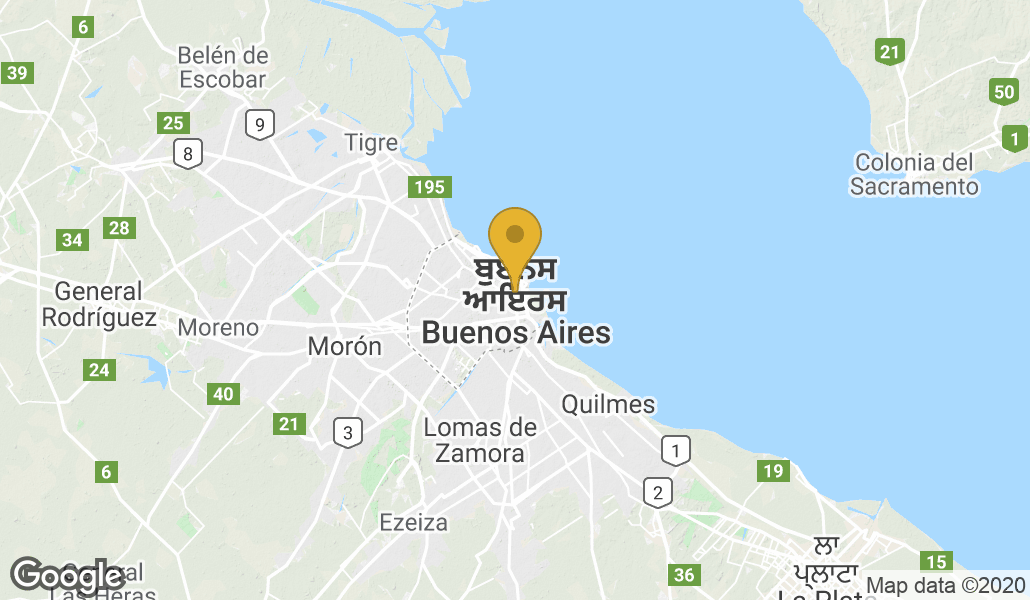 6
Belén de
Escobar
39
21
50
25
9
8
Tigre
1
Colonia del
Sacramento
195
28
34
ਬੁਏਨਸ
ਆਇਰਸ
Buenos Aires
General
Rodríguez
Moreno
Morón
24
40
21
3
Quilmes
Lomas de
Zamora
1
19
6
2
Ezeiza
ਲਾ
ਪ੍ਲਾਟਾ
La Plata
15
36
General
Las Heras
Google
Map data ©2020